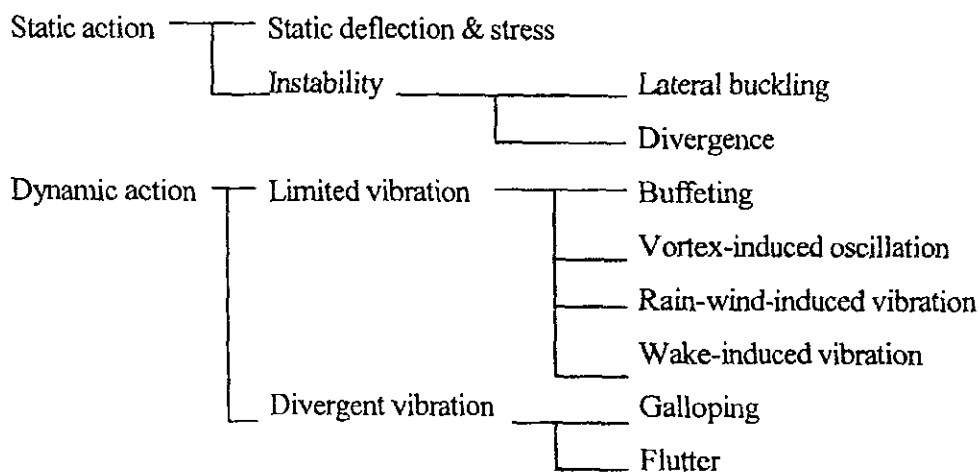 Static action Static deflection & stress
Instability Lateral buckling
Divergence
Dynamic action Limited vibration Buffeting
Vortex-induced oscillation
Rain-wind-induced vibration
Wake-induced vibration
Divergent vibration Galloping
Flutter